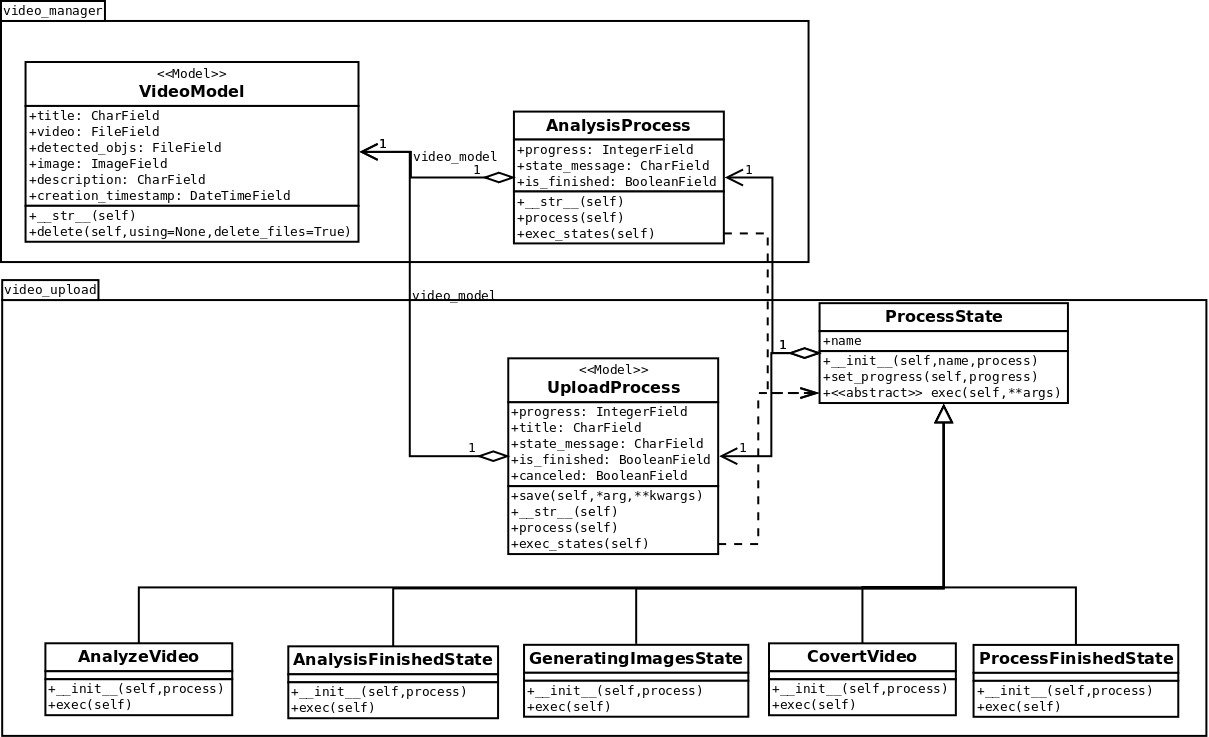 video_manager
<<Model>>
VideoModel
+title: CharField
+video: FileField
+detected_objs: FileField
+image: ImageField
+description: CharField
+creation_timestamp: DateTimeField
+__str__(self)
+delete(self,using=None,delete_files=True)
1
video_model
1
AnalysisProcess
+progress: IntegerField
+state_message: CharField
+is_finished: BooleanField
+__str__(self)
+process(self)
+exec_states(self)
1
video_upload
video_model
1
<<Model>>
UploadProcess
+progress: IntegerField
+title: CharField
+state_message: CharField
+is_finished: BooleanField
+canceled: BooleanField
+save(self,*arg,**kwargs)
+__str__(self)
+process(self)
+exec_states(self)
1
1
ProcessState
+name
+__init__(self,name,process)
+set_progress(self,progress)
+<<abstract>> exec(self,**args)
AnalyzeVideo
+__init__(self,process)
+exec(self)
AnalysisFinishedState
+__init__(self,process)
+exec(self)
GeneratingImagesState
+__init__(self,process)
+exec(self)
CovertVideo
+__init__(self,process)
+exec(self)
ProcessFinishedState
+__init__(self,process)
+exec(self)